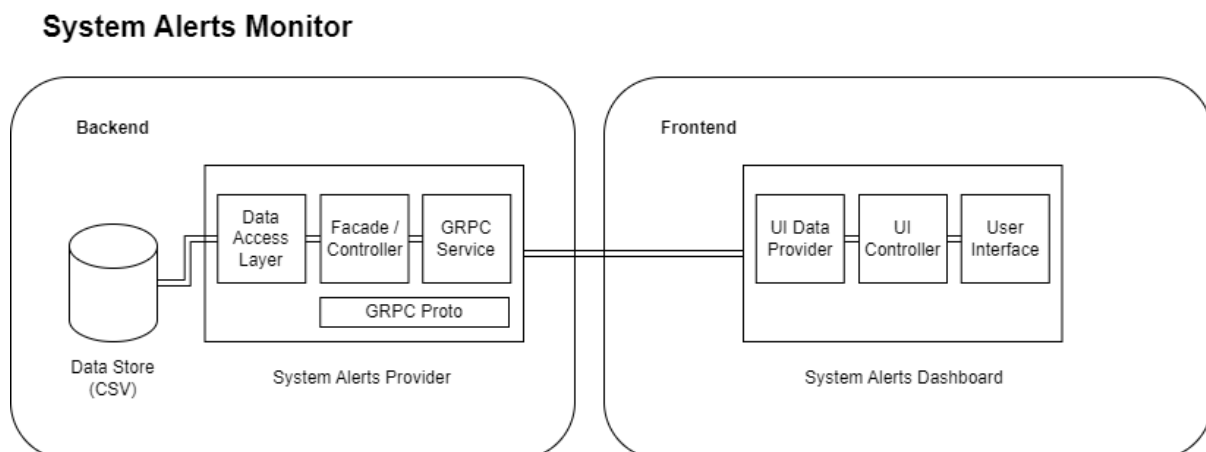 System Alerts Monitor
Backend
Data
Access
Layer
Facade /
Controller
GRPC
Service
GRPC Proto
Data Store
(CSV)
System Alerts Provider
Frontend
UI Data
Provider
UI
Controller
User
Interface
System Alerts Dashboard